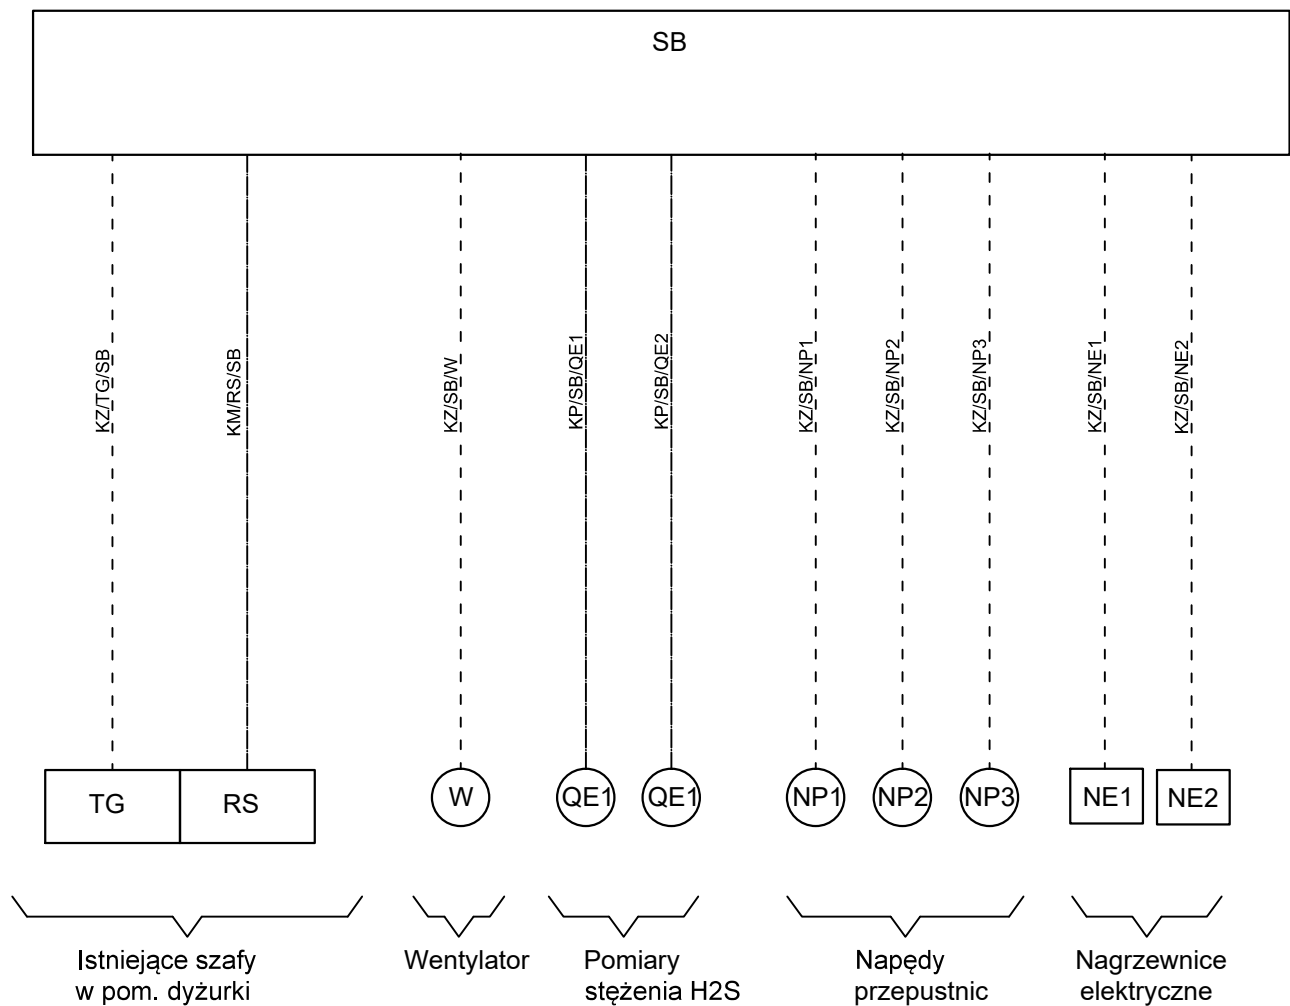 SB
KZ/TG/SB
KM/RS/SB
KZ/SB/W
KP/SB/QE1
KP/SB/QE2
KZ/SB/NP1
KZ/SB/NP2
KZ/SB/NP3
KZ/SB/NE1
KZ/SB/NE2
TG
RS
W
QE1
QE1
NP1
NP2
NP3
NE1
NE2
Istniejące szafy
w pom. dyżurki
Wentylator
Pomiary
stężenia H2S
Napędy
przepustnic
Nagrzewnice
elektryczne